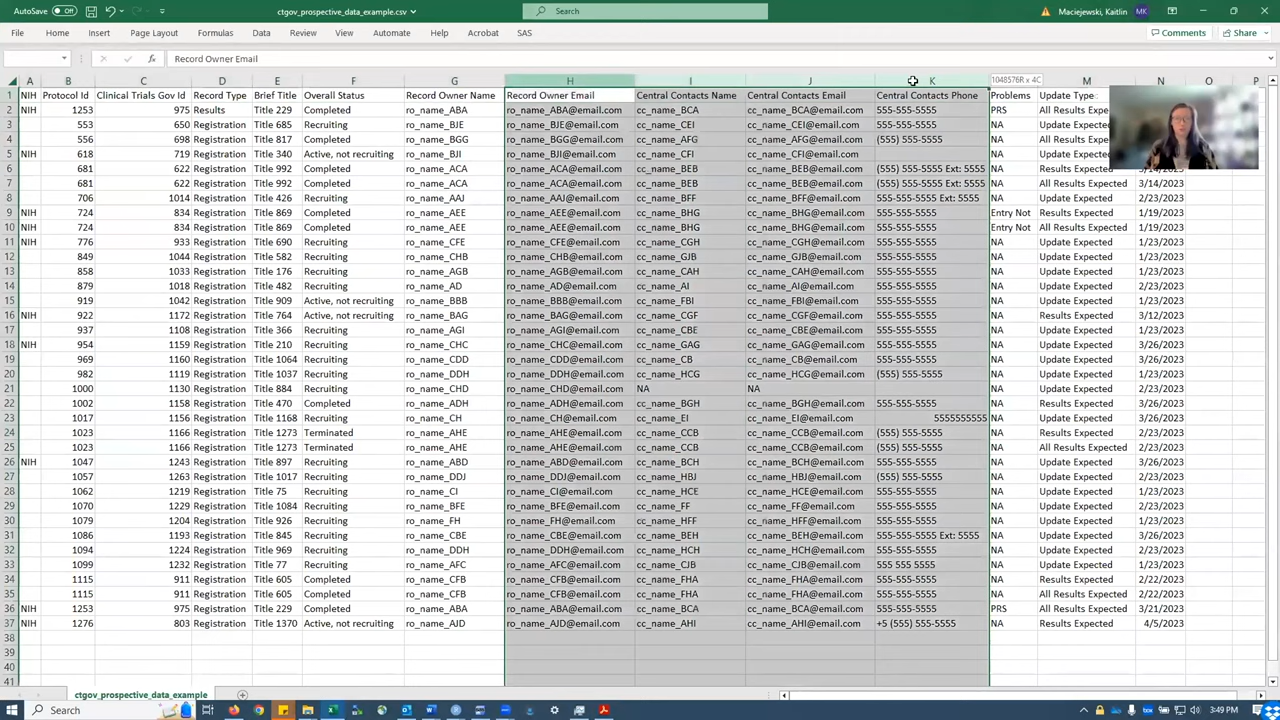 AutoSave Off ctgov_prospective_data_example.csv Search Maciejewski, Kaitlin MK
File Home Insert Page Layout Formulas Data Review View Automate Help Acrobat SAS Comments Share
fx Record Owner Email
A B C D E F G H I J K 1048576R x 4C M N O P
1 NIH Protocol Id Clinical Trials Gov Id Record Type Brief Title Overall Status Record Owner Name Record Owner Email Central Contacts Name Central Contacts Email Central Contacts Phone Problems Update Type
2 NIH 1253 975 Results Title 229 Completed ro_name_ABA ro_name_ABA@email.com cc_name_BCA cc_name_BCA@email.com 555-555-5555 PRS All Results Expe
3 553 650 Registration Title 685 Recruiting ro_name_BJE ro_name_BJE@email.com cc_name_CEI cc_name_CEI@email.com 555-555-5555 NA Update Expected
4 556 698 Registration Title 817 Recruiting ro_name_BGG ro_name_BGG@email.com cc_name_AFG cc_name_AFG@email.com (555) 555-5555 NA All Results Expe
5 NIH 618 719 Registration Title 340 Active, not recruiting ro_name_BJI ro_name_BJI@email.com cc_name_CFI cc_name_CFI@email.com NA Update Expected
6 681 622 Registration Title 992 Completed ro_name_ACA ro_name_ACA@email.com cc_name_BEB cc_name_BEB@email.com (555) 555-5555 Ext: 5555 NA Results Expected 3/14/2023
7 681 622 Registration Title 992 Completed ro_name_ACA ro_name_ACA@email.com cc_name_BEB cc_name_BEB@email.com (555) 555-5555 Ext: 5555 NA All Results Expected 3/14/2023
8 706 1014 Registration Title 426 Recruiting ro_name_AAJ ro_name_AAJ@email.com cc_name_BFF cc_name_BFF@email.com 555-555-5555 Ext: 5555 NA Update Expected 2/23/2023
9 NIH 724 834 Registration Title 869 Completed ro_name_AEE ro_name_AEE@email.com cc_name_BHG cc_name_BHG@email.com 555-555-5555 Entry Not Results Expected 1/19/2023
10 NIH 724 834 Registration Title 869 Completed ro_name_AEE ro_name_AEE@email.com cc_name_BHG cc_name_BHG@email.com 555-555-5555 Entry Not All Results Expected 1/19/2023
11 NIH 776 933 Registration Title 690 Recruiting ro_name_CFE ro_name_CFE@email.com cc_name_CGH cc_name_CGH@email.com 555-555-5555 NA Update Expected 1/23/2023
12 849 1044 Registration Title 582 Recruiting ro_name_CHB ro_name_CHB@email.com cc_name_GJB cc_name_GJB@email.com 555-555-5555 NA Update Expected 2/23/2023
13 858 1033 Registration Title 176 Recruiting ro_name_AGB ro_name_AGB@email.com cc_name_CAH cc_name_CAH@email.com 555-555-5555 NA Update Expected 1/23/2023
14 879 1018 Registration Title 482 Recruiting ro_name_AD ro_name_AD@email.com cc_name_AI cc_name_AI@email.com 555-555-5555 NA Update Expected 2/23/2023
15 919 1042 Registration Title 909 Active, not recruiting ro_name_BBB ro_name_BBB@email.com cc_name_FBI cc_name_FBI@email.com 555-555-5555 NA Update Expected 1/23/2023
16 NIH 922 1172 Registration Title 764 Active, not recruiting ro_name_BAG ro_name_BAG@email.com cc_name_CGF cc_name_CGF@email.com 555-555-5555 NA Results Expected 3/12/2023
17 937 1108 Registration Title 366 Recruiting ro_name_AGI ro_name_AGI@email.com cc_name_CBE cc_name_CBE@email.com 555-555-5555 NA Update Expected 1/23/2023
18 NIH 954 1159 Registration Title 210 Recruiting ro_name_CHC ro_name_CHC@email.com cc_name_GAG cc_name_GAG@email.com 555-555-5555 NA Update Expected 3/26/2023
19 969 1160 Registration Title 1064 Recruiting ro_name_CDD ro_name_CDD@email.com cc_name_CB cc_name_CB@email.com 555-555-5555 NA Update Expected 3/26/2023
20 982 1119 Registration Title 1037 Recruiting ro_name_DDH ro_name_DDH@email.com cc_name_HCG cc_name_HCG@email.com (555) 555-5555 NA Update Expected 1/23/2023
21 1000 1130 Registration Title 884 Recruiting ro_name_CHD ro_name_CHD@email.com NA NA NA Update Expected 3/26/2023
22 1002 1158 Registration Title 470 Completed ro_name_ADH ro_name_ADH@email.com cc_name_BGH cc_name_BGH@email.com 555-555-5555 NA Update Expected 3/26/2023
23 1017 1156 Registration Title 1168 Recruiting ro_name_CH ro_name_CH@email.com cc_name_EI cc_name_EI@email.com 5555555555 NA Update Expected 3/26/2023
24 1023 1166 Registration Title 1273 Terminated ro_name_AHE ro_name_AHE@email.com cc_name_CCB cc_name_CCB@email.com (555) 555-5555 NA Results Expected 2/23/2023
25 1023 1166 Registration Title 1273 Terminated ro_name_AHE ro_name_AHE@email.com cc_name_CCB cc_name_CCB@email.com (555) 555-5555 NA All Results Expected 2/23/2023
26 NIH 1047 1243 Registration Title 897 Recruiting ro_name_ABD ro_name_ABD@email.com cc_name_BCH cc_name_BCH@email.com 555-555-5555 NA Update Expected 3/26/2023
27 1057 1263 Registration Title 1017 Recruiting ro_name_DDJ ro_name_DDJ@email.com cc_name_HBJ cc_name_HBJ@email.com (555) 555-5555 NA Update Expected 2/23/2023
28 1062 1219 Registration Title 75 Recruiting ro_name_CI ro_name_CI@email.com cc_name_HCE cc_name_HCE@email.com 555-555-5555 NA Update Expected 1/23/2023
29 1070 1229 Registration Title 1084 Recruiting ro_name_BFE ro_name_BFE@email.com cc_name_FF cc_name_FF@email.com 555-555-5555 NA Update Expected 2/23/2023
30 1079 1204 Registration Title 926 Recruiting ro_name_FH ro_name_FH@email.com cc_name_HFF cc_name_HFF@email.com 555-555-5555 NA Update Expected 1/23/2023
31 1086 1193 Registration Title 845 Recruiting ro_name_CBE ro_name_CBE@email.com cc_name_BEH cc_name_BEH@email.com 555-555-5555 Ext: 5555 NA Update Expected 3/26/2023
32 1094 1224 Registration Title 969 Recruiting ro_name_DDH ro_name_DDH@email.com cc_name_HCH cc_name_HCH@email.com 555-555-5555 NA Update Expected 2/23/2023
33 1099 1232 Registration Title 77 Recruiting ro_name_AFC ro_name_AFC@email.com cc_name_CJB cc_name_CJB@email.com 555 555 5555 NA Update Expected 1/23/2023
34 1115 911 Registration Title 605 Completed ro_name_CFB ro_name_CFB@email.com cc_name_FHA cc_name_FHA@email.com 555-555-5555 NA Results Expected 2/22/2023
35 1115 911 Registration Title 605 Completed ro_name_CFB ro_name_CFB@email.com cc_name_FHA cc_name_FHA@email.com 555-555-5555 NA All Results Expected 2/22/2023
36 NIH 1253 975 Registration Title 229 Completed ro_name_ABA ro_name_ABA@email.com cc_name_BCA cc_name_BCA@email.com 555-555-5555 PRS All Results Expected 3/21/2023
37 NIH 1276 803 Registration Title 1370 Active, not recruiting ro_name_AJD ro_name_AJD@email.com cc_name_AHI cc_name_AHI@email.com +5 (555) 555-5555 NA Results Expected 4/5/2023
38
39
40
41
ctgov_prospective_data_example
Search 3:49 PM